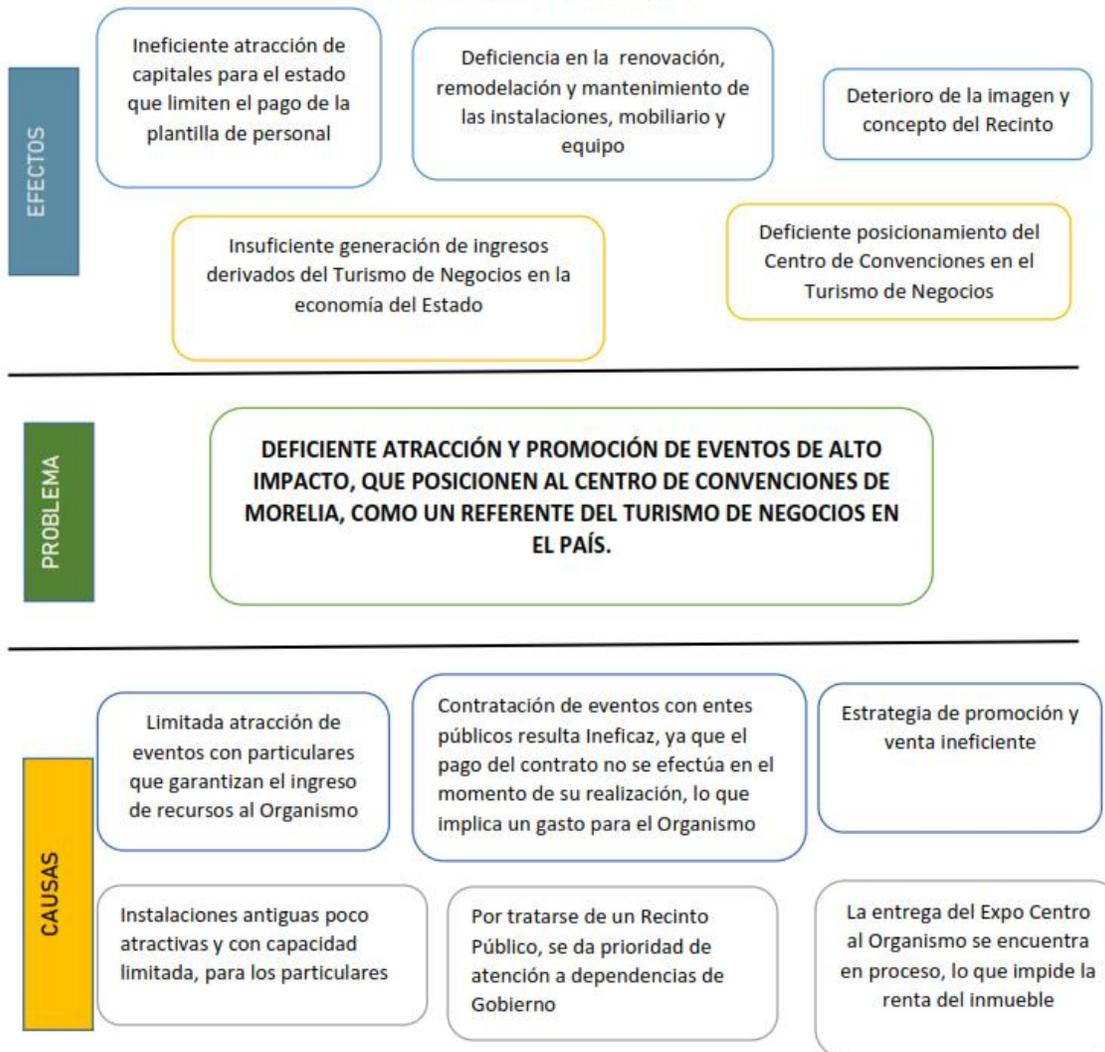 EFECTOS
Ineficiente atracción de
capitales para el estado
que limiten el pago de la
plantilla de personal
Deficiencia en la renovación,
remodelación y mantenimiento de
las instalaciones, mobiliario y
equipo
Deterioro de la imagen y
concepto del Recinto
Insuficiente generación de ingresos
derivados del Turismo de Negocios en la
economía del Estado
Deficiente posicionamiento del
Centro de Convenciones en el
Turismo de Negocios
PROBLEMA
DEFICIENTE ATRACCIÓN Y PROMOCIÓN DE EVENTOS DE ALTO
IMPACTO, QUE POSICIONEN AL CENTRO DE CONVENCIONES DE
MORELIA, COMO UN REFERENTE DEL TURISMO DE NEGOCIOS EN
EL PAÍS.
CAUSAS
Limitada atracción de
eventos con particulares
que garantizan el ingreso
de recursos al Organismo
Contratación de eventos con entes
públicos resulta Ineficaz, ya que el
pago del contrato no se efectúa en el
momento de su realización, lo que
implica un gasto para el Organismo
Estrategia de promoción y
venta ineficiente
Instalaciones antiguas poco
atractivas y con capacidad
limitada, para los particulares
Por tratarse de un Recinto
Público, se da prioridad de
atención a dependencias de
Gobierno
La entrega del Expo Centro
al Organismo se encuentra
en proceso, lo que impide la
renta del inmueble